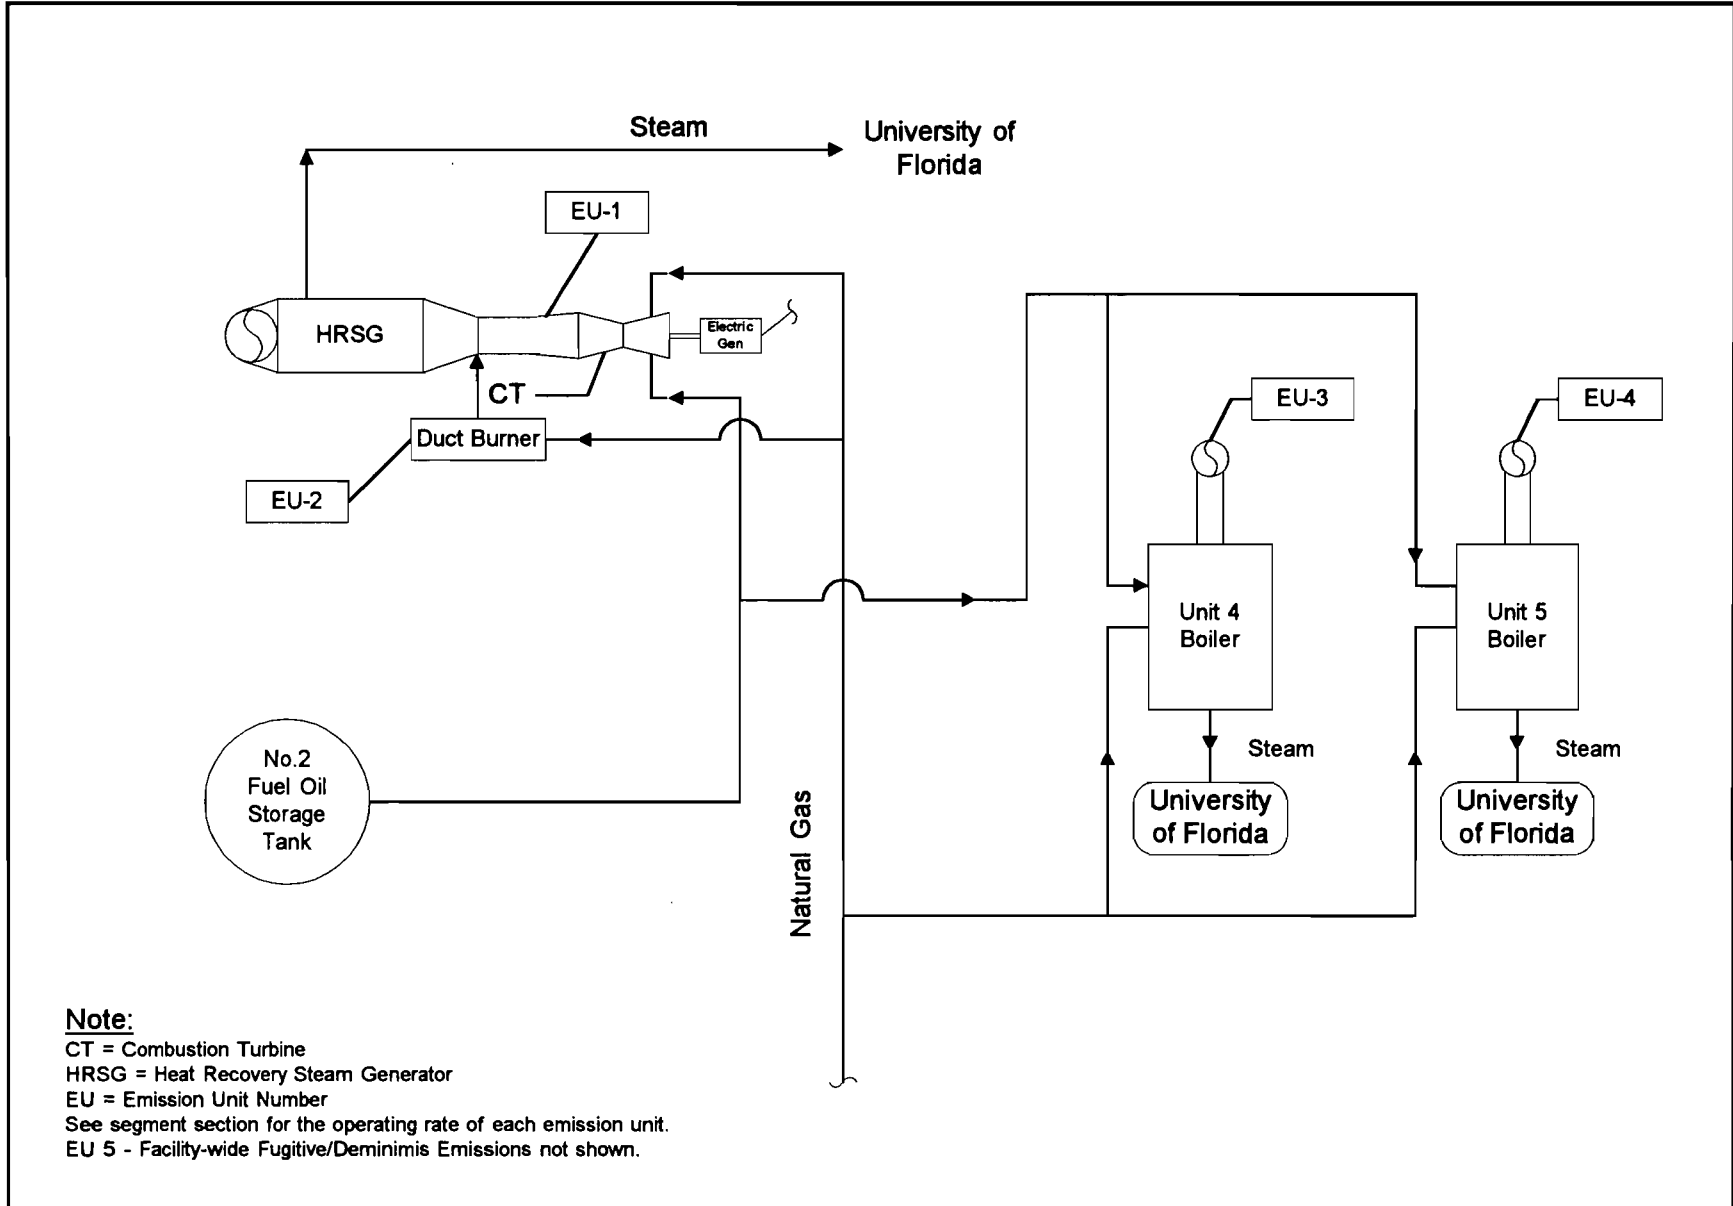 Steam
University of
Florida
EU-1
HRSG
Electric
Gen
CT
Duct Burner
EU-2
EU-3
EU-4
Unit 4
Boiler
Unit 5
Boiler
Steam
Steam
University
of Florida
University
of Florida
No.2
Fuel Oil
Storage
Tank
Natural Gas
Note:
CT = Combustion Turbine
HRSG = Heat Recovery Steam Generator
EU = Emission Unit Number
See segment section for the operating rate of each emission unit.
EU 5 - Facility-wide Fugitive/Deminimis Emissions not shown.